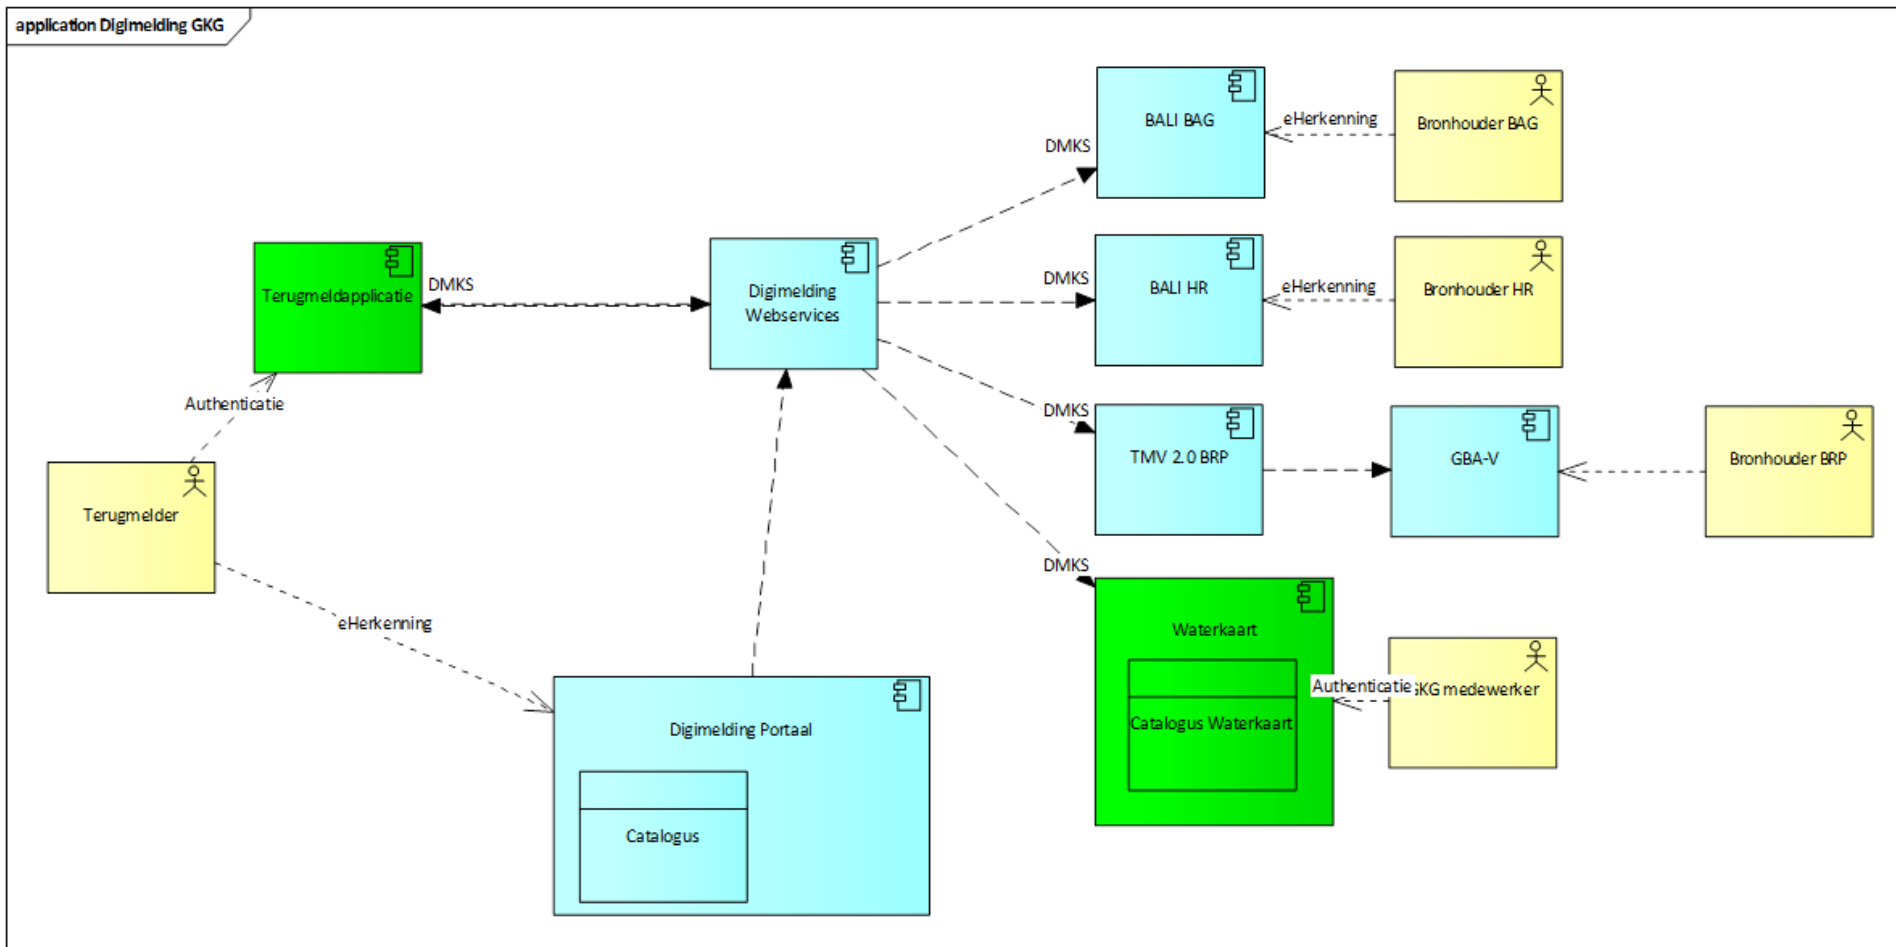 application Digimelding GKG
BALI BAG
eHerkenning
Bronhouder BAG
DMKS
BALI HR
eHerkenning
Bronhouder HR
DMKS
Terugmeldapplicatie
DMKS
Digimelding
Webservices
Authenticatie
DMKS
TMV 2.0 BRP
GBA-V
Bronhouder BRP
Terugmelder
DMKS
eHerkenning
Waterkaart
Authenticatie
GKG medewerker
Catalogus Waterkaart
Digimelding Portaal
Catalogus